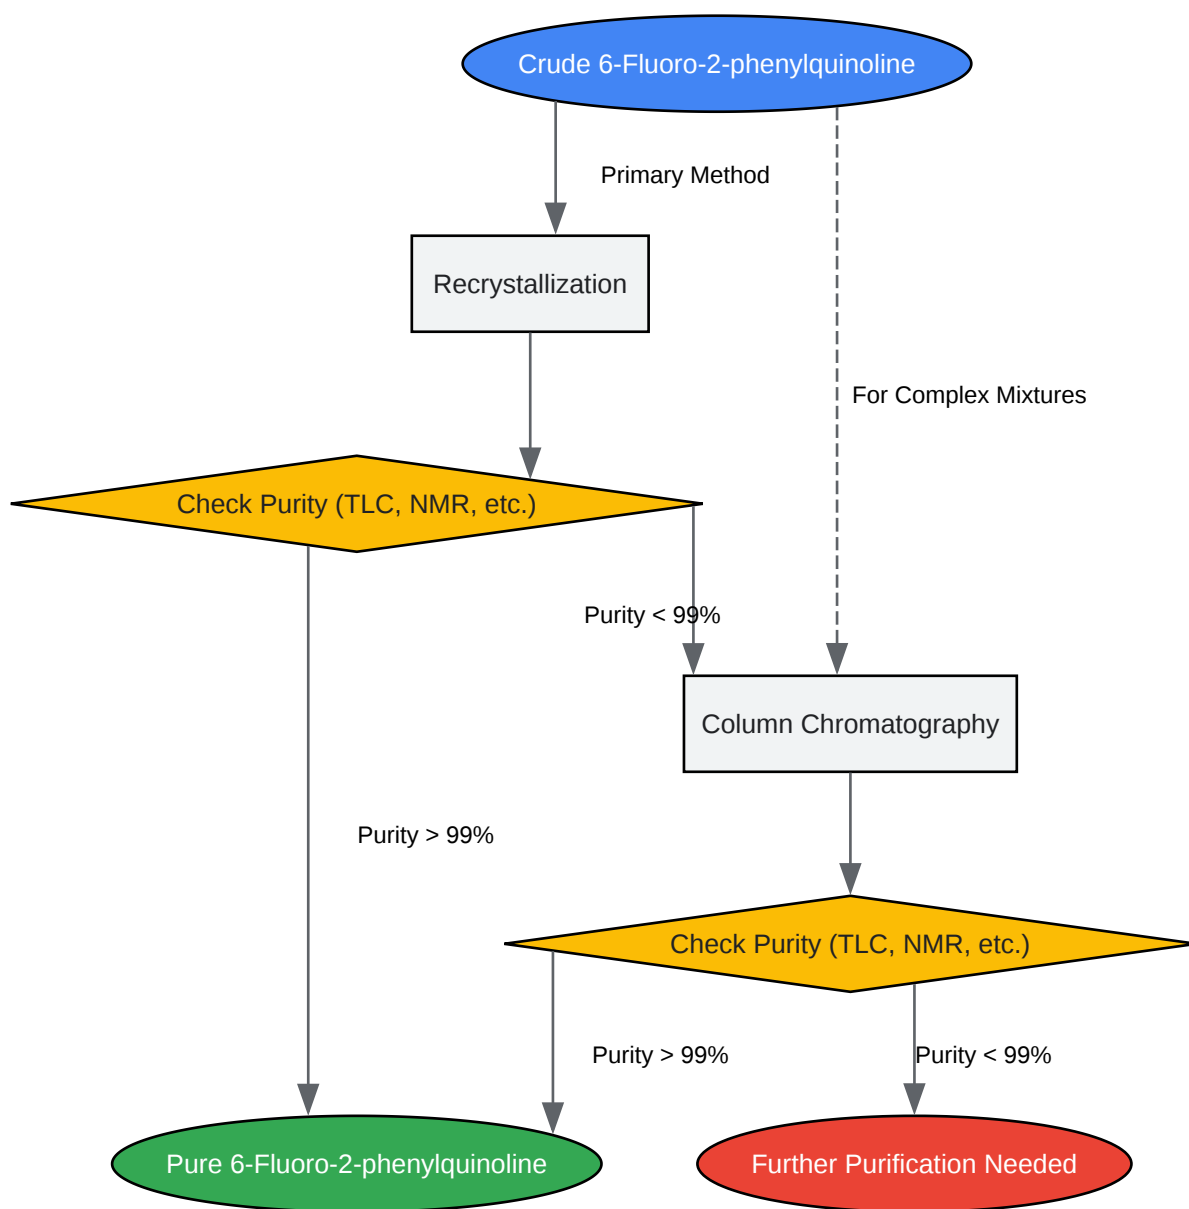 Crude 6-Fluoro-2-phenylquinoline
Primary Method
Recrystallization
For Complex Mixtures
Check Purity (TLC, NMR, etc.)
Purity < 99%
Column Chromatography
Purity > 99%
Check Purity (TLC, NMR, etc.)
Purity > 99%
Purity < 99%
Pure 6-Fluoro-2-phenylquinoline
Further Purification Needed